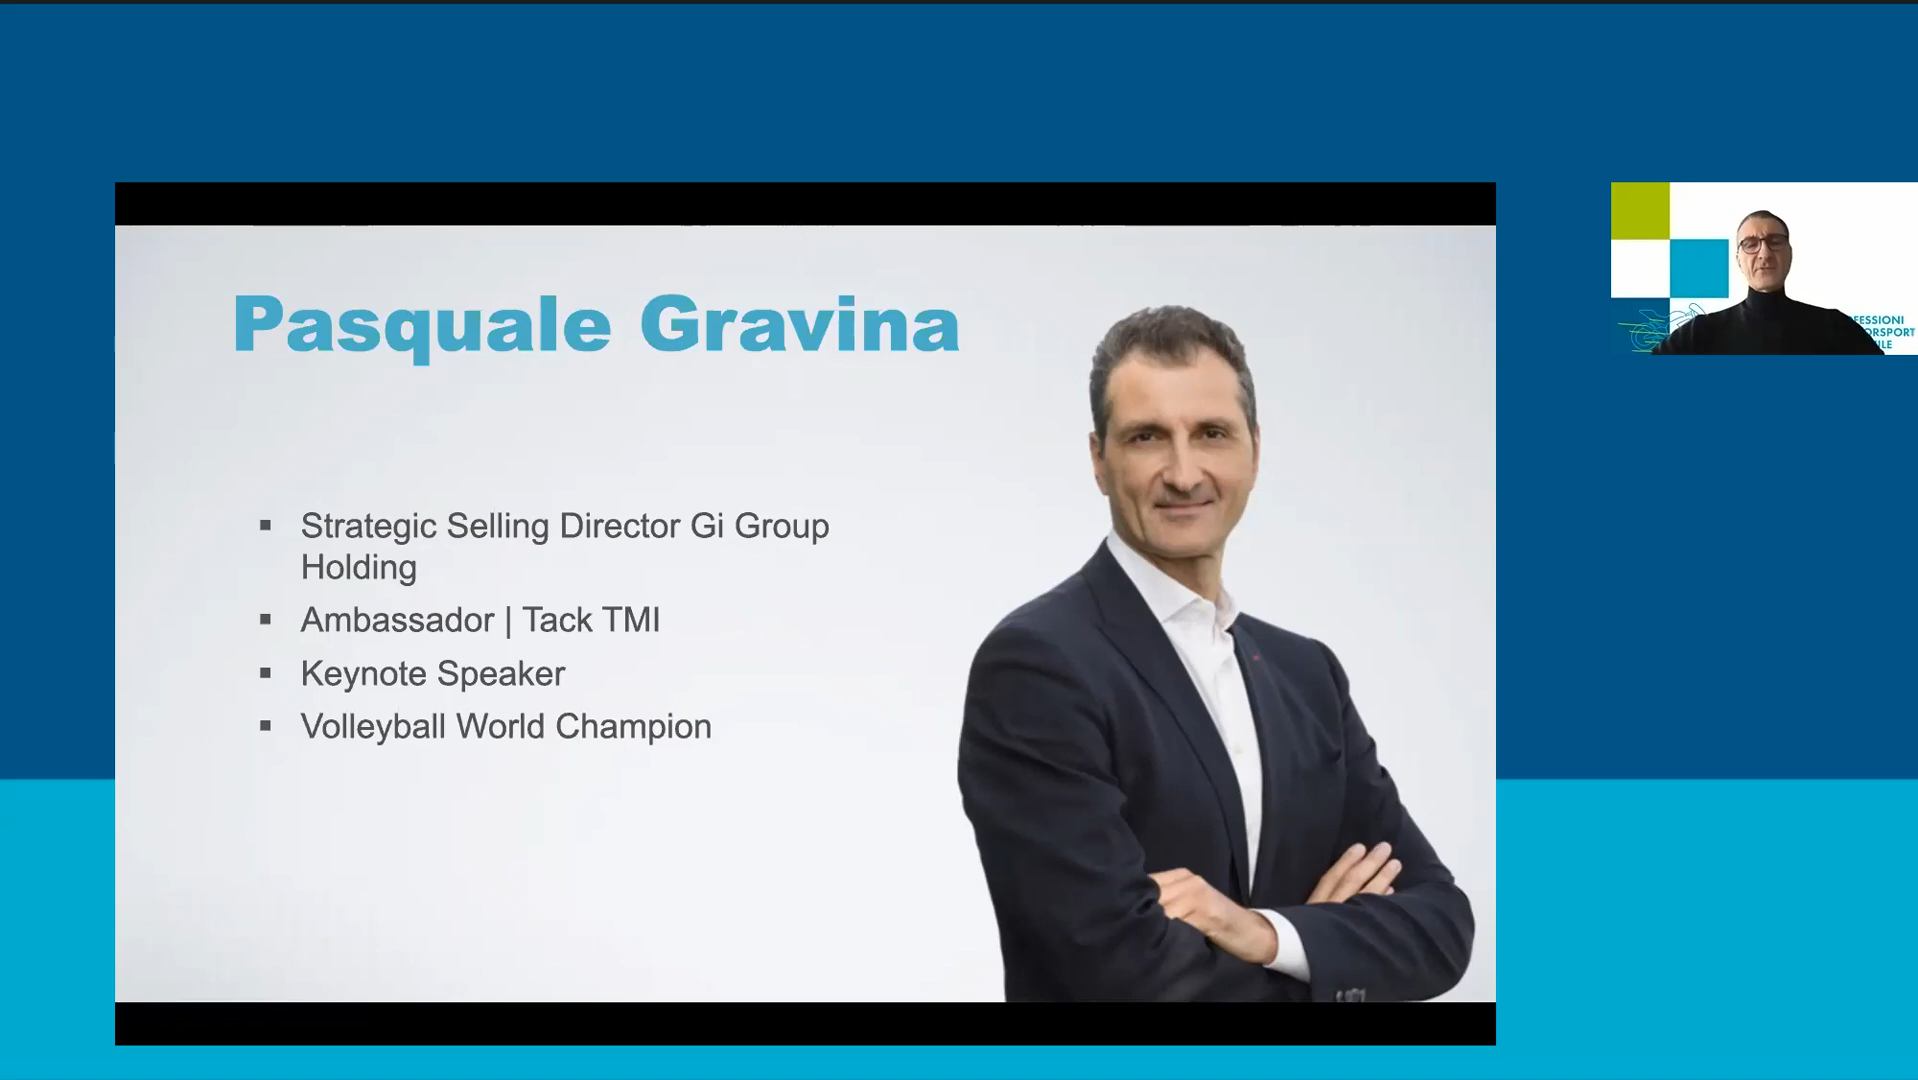 Pasquale Gravina
▪ Strategic Selling Director Gi Group
Holding
▪ Ambassador | Tack TMI
▪ Keynote Speaker
▪ Volleyball World Champion